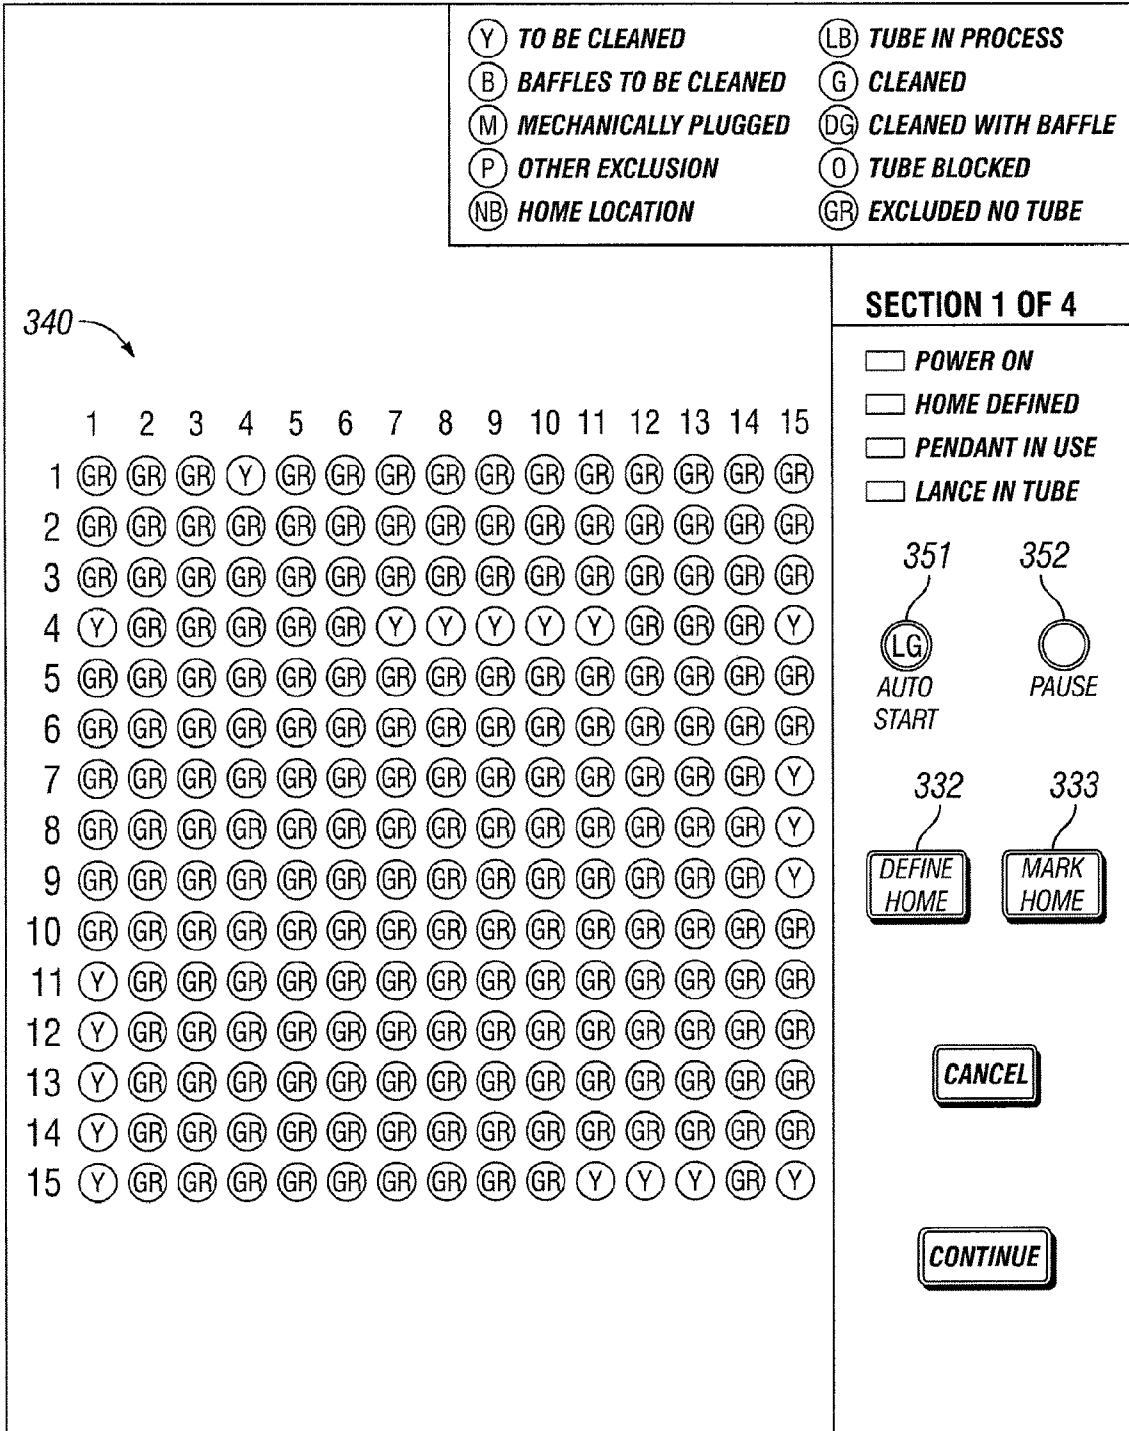 Y TO BE CLEANED LB TUBE IN PROCESS
B BAFFLES TO BE CLEANED G CLEANED
M MECHANICALLY PLUGGED DG CLEANED WITH BAFFLE
P OTHER EXCLUSION O TUBE BLOCKED
NB HOME LOCATION GR EXCLUDED NO TUBE
340
1 2 3 4 5 6 7 8 9 10 11 12 13 14 15
1 GR GR GR Y GR GR GR GR GR GR GR GR GR GR GR
2 GR GR GR GR GR GR GR GR GR GR GR GR GR GR GR
3 GR GR GR GR GR GR GR GR GR GR GR GR GR GR GR
4 Y GR GR GR GR GR Y Y Y Y Y GR GR GR Y
5 GR GR GR GR GR GR GR GR GR GR GR GR GR GR GR
6 GR GR GR GR GR GR GR GR GR GR GR GR GR GR GR
7 GR GR GR GR GR GR GR GR GR GR GR GR GR GR Y
8 GR GR GR GR GR GR GR GR GR GR GR GR GR GR Y
9 GR GR GR GR GR GR GR GR GR GR GR GR GR GR Y
10 GR GR GR GR GR GR GR GR GR GR GR GR GR GR GR
11 Y GR GR GR GR GR GR GR GR GR GR GR GR GR GR
12 Y GR GR GR GR GR GR GR GR GR GR GR GR GR GR
13 Y GR GR GR GR GR GR GR GR GR GR GR GR GR GR
14 Y GR GR GR GR GR GR GR GR GR GR GR GR GR GR
15 Y GR GR GR GR GR GR GR GR GR Y Y Y GR Y
SECTION 1 OF 4
POWER ON
HOME DEFINED
PENDANT IN USE
LANCE IN TUBE
351 352
LG
AUTO PAUSE
START
332 333
DEFINE MARK
HOME HOME
CANCEL
CONTINUE